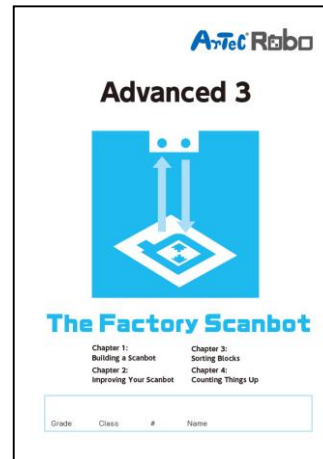 ArTeC Robo
Advanced 3
The Factory Scanbot
Chapter 1:
Building a Scanbot
Chapter 2:
Improving Your Scanbot
Chapter 3:
Sorting Blocks
Chapter 4:
Counting Things Up
Grade Class # Name